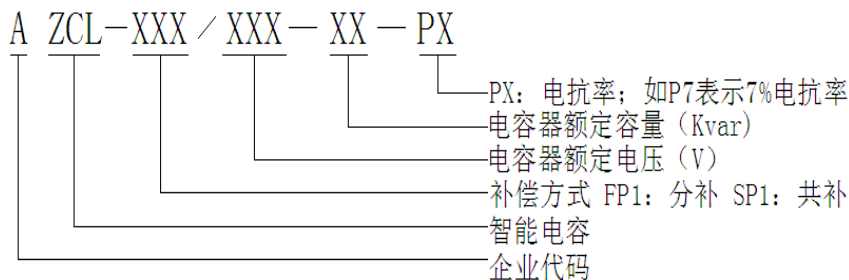 A ZCL-XXX/XXX-XX-PX
PX：电抗率；如P7表示7%电抗率
电容器额定容量（Kvar）
电容器额定电压（V）
补偿方式 FP1：分补 SP1：共补
智能电容
企业代码